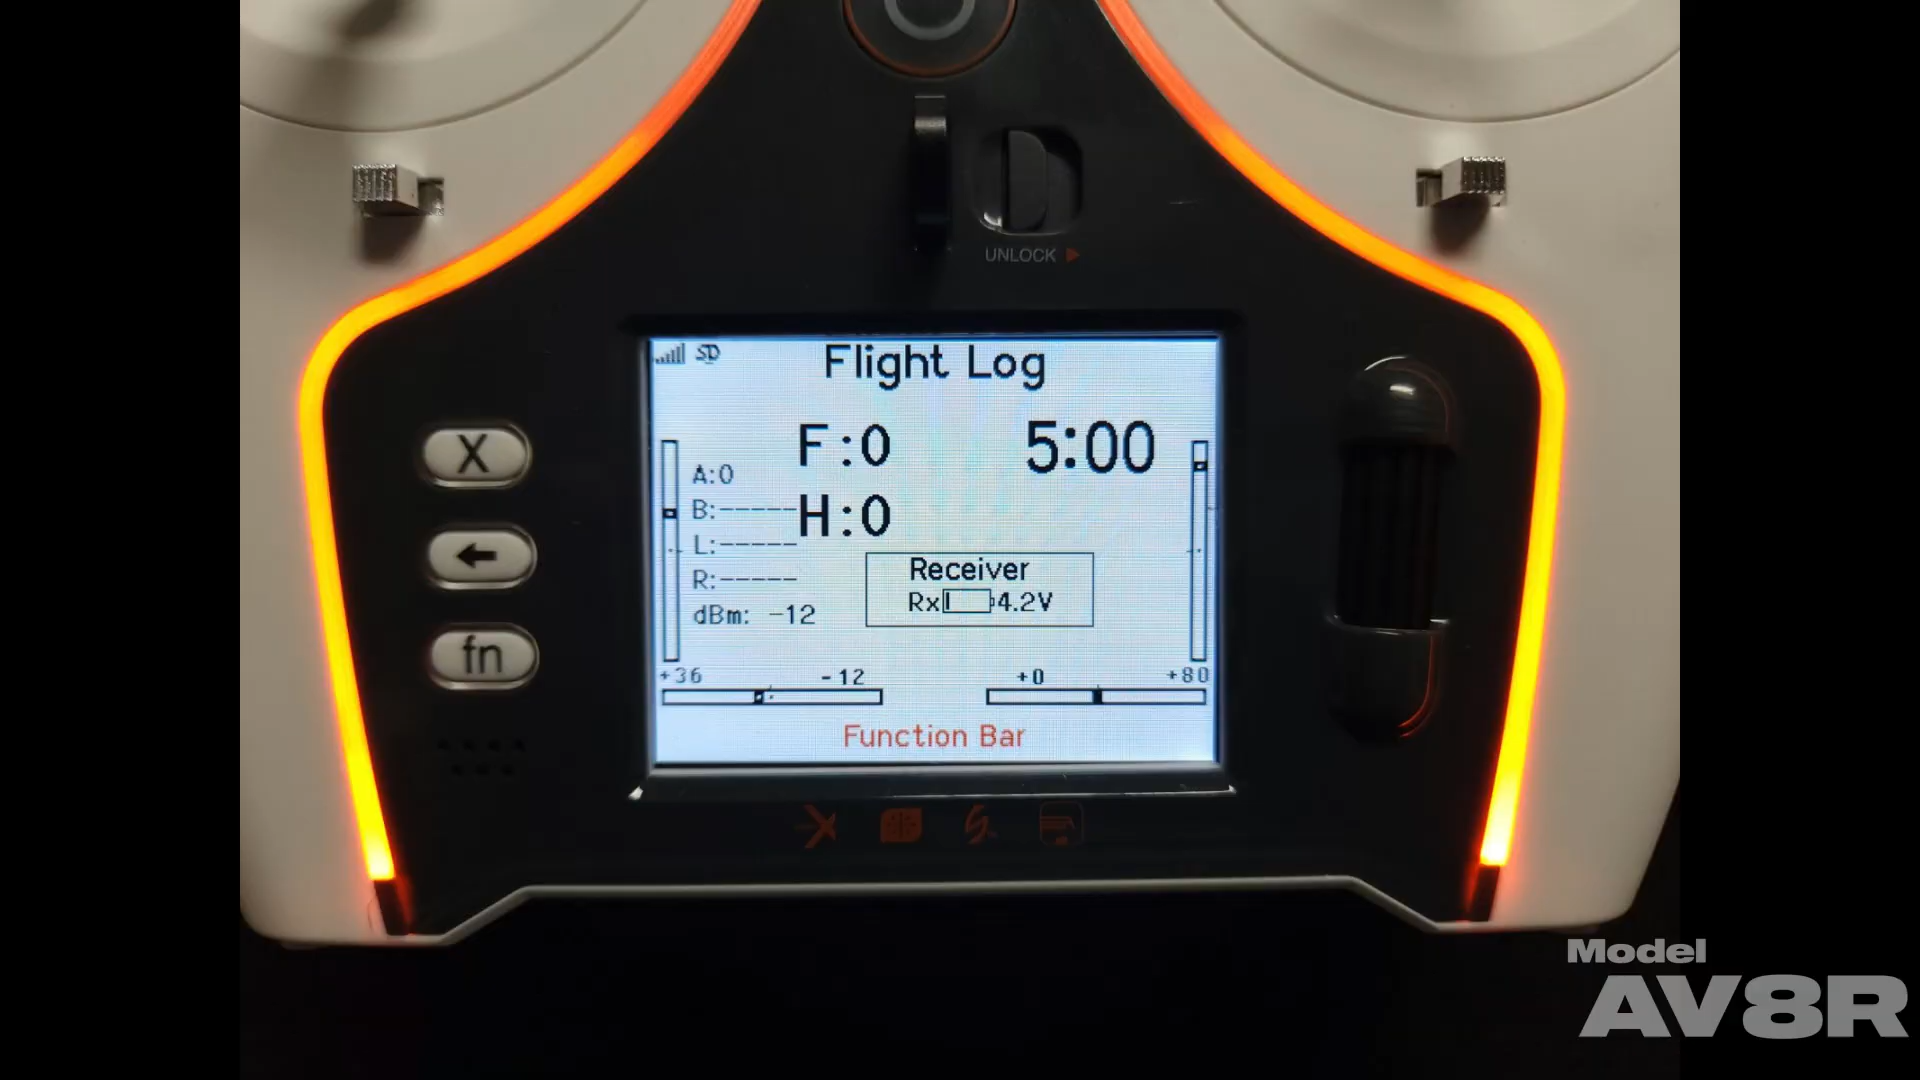 UNLOCK
SD
Flight Log
F:0
5:00
A:0
B:-----
H:0
L:-----
R:-----
dBm: -12
Receiver
Rx 4.2V
+36
-12
+0
+80
Function Bar
X
fn
Model
AV8R